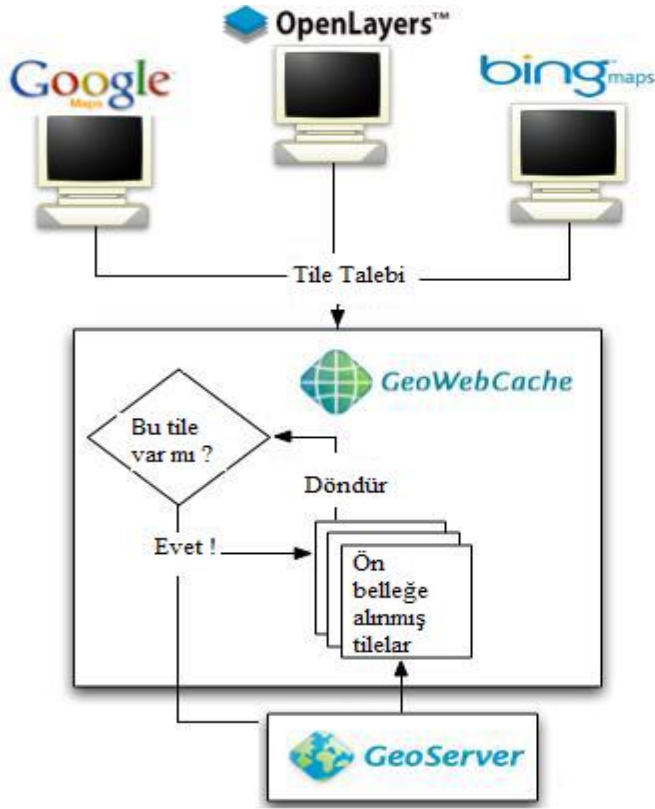 OpenLayers™
Google
Maps
bing maps
Tile Talebi
GeoWebCache
Bu tile
var mı ?
Döndür
Evet !
Ön
belleğe
alınmış
tilelar
GeoServer